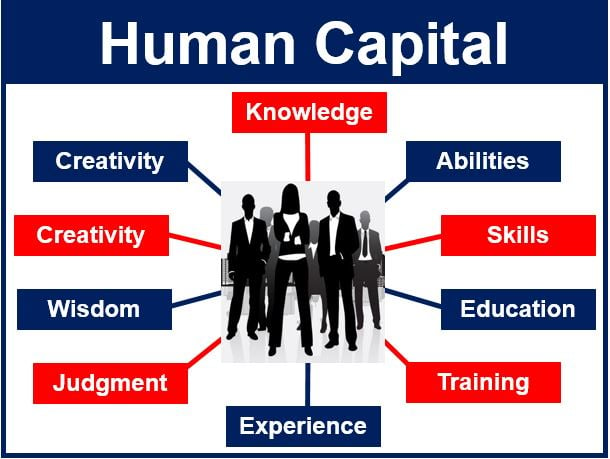 Human Capital
Knowledge
Creativity
Abilities
Creativity
Skills
Wisdom
Education
Judgment
Training
Experience